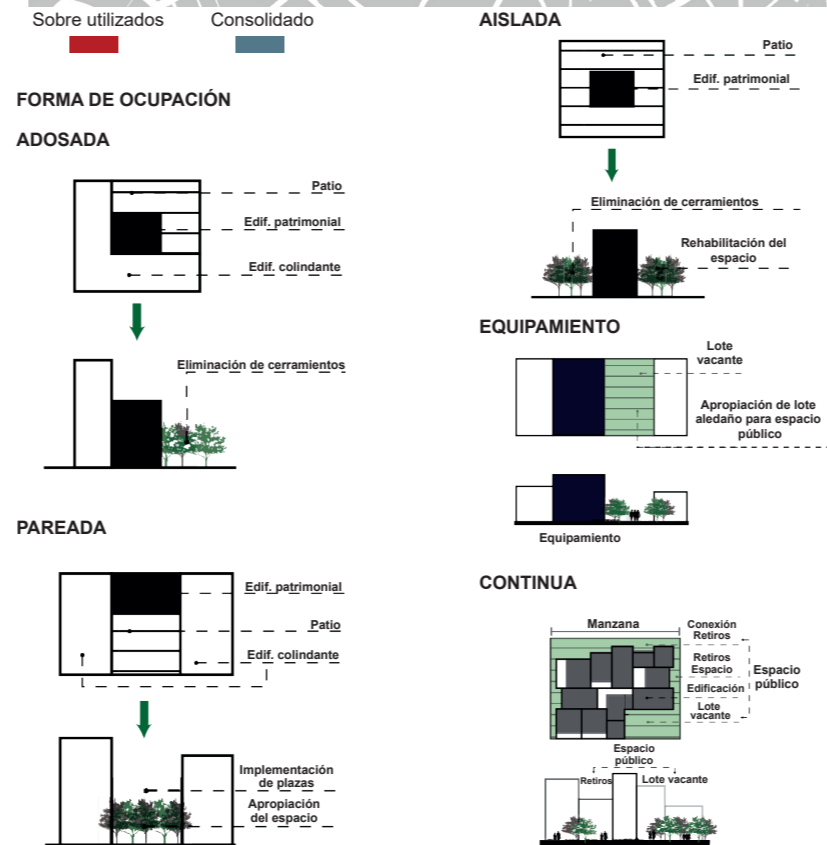 Sobre utilizados
Consolidado
FORMA DE OCUPACIÓN
ADOSADA
Patio
Edif. patrimonial
Edif. colindante
Eliminación de cerramientos
PAREADA
Edif. patrimonial
Patio
Edif. colindante
Implementación
de plazas
Apropiación
del espacio
AISLADA
Patio
Edif. patrimonial
Eliminación de cerramientos
Rehabilitación del
espacio
EQUIPAMIENTO
Lote
vacante
Apropiación de lote
aledaño para espacio
público
Equipamiento
CONTINUA
Manzana
Conexión
Retiros
Retiros
Espacio
Edificación
Lote
vacante
Espacio
público
Espacio
público
Retiros
Lote vacante